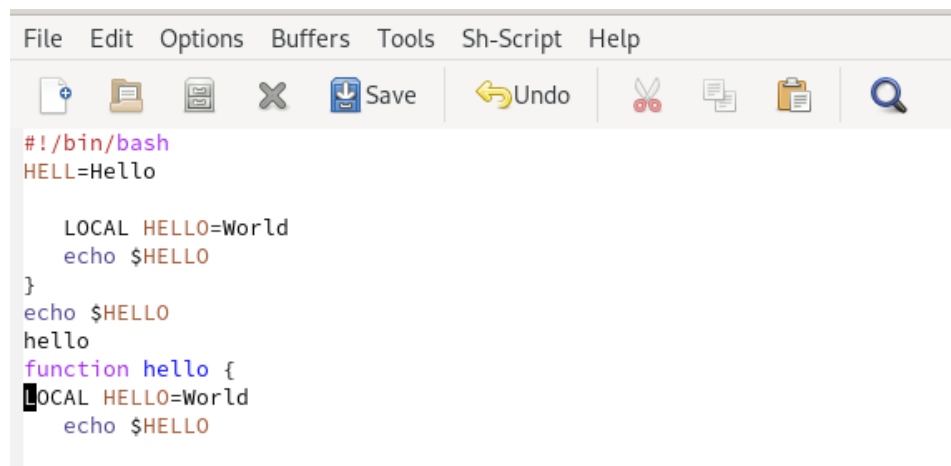 File Edit Options Buffers Tools Sh-Script Help
Save Undo
#!/bin/bash
HELL=Hello
LOCAL HELLO=World
echo $HELLO
}
echo $HELLO
hello
function hello {
LOCAL HELLO=World
echo $HELLO